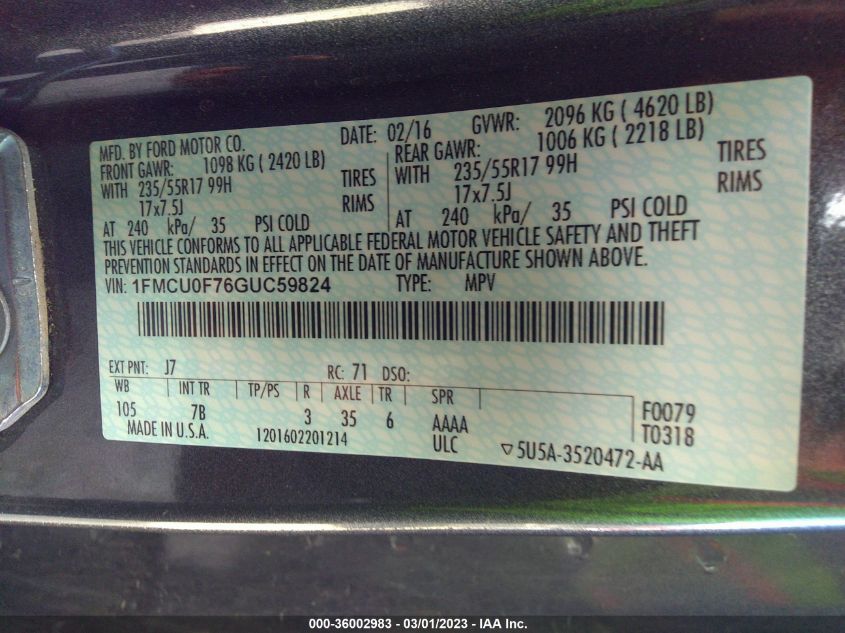 MFD. BY FORD MOTOR CO. DATE: 02/16 GVWR: 2096 KG ( 4620 LB)
FRONT GAWR: 1098 KG ( 2420 LB) REAR GAWR: 1006 KG ( 2218 LB)
WITH 235/55R17 99H TIRES WITH 235/55R17 99H TIRES
17x7.5J RIMS 17x7.5J RIMS
AT 240 kPa/ 35 PSI COLD AT 240 kPa/ 35 PSI COLD
THIS VEHICLE CONFORMS TO ALL APPLICABLE FEDERAL MOTOR VEHICLE SAFETY AND THEFT
PREVENTION STANDARDS IN EFFECT ON THE DATE OF MANUFACTURE SHOWN ABOVE.
VIN: 1FMCU0F76GUC59824 TYPE: MPV
EXT PNT: J7 RC: 71 DSO:
WB INT TR TP/PS R AXLE TR SPR
105 7B 3 35 6 AAAA F0079
MADE IN U.S.A. 1201602201214 ULC T0318
▽5U5A-3520472-AA
000-36002983 – 03/01/2023 – IAA Inc.